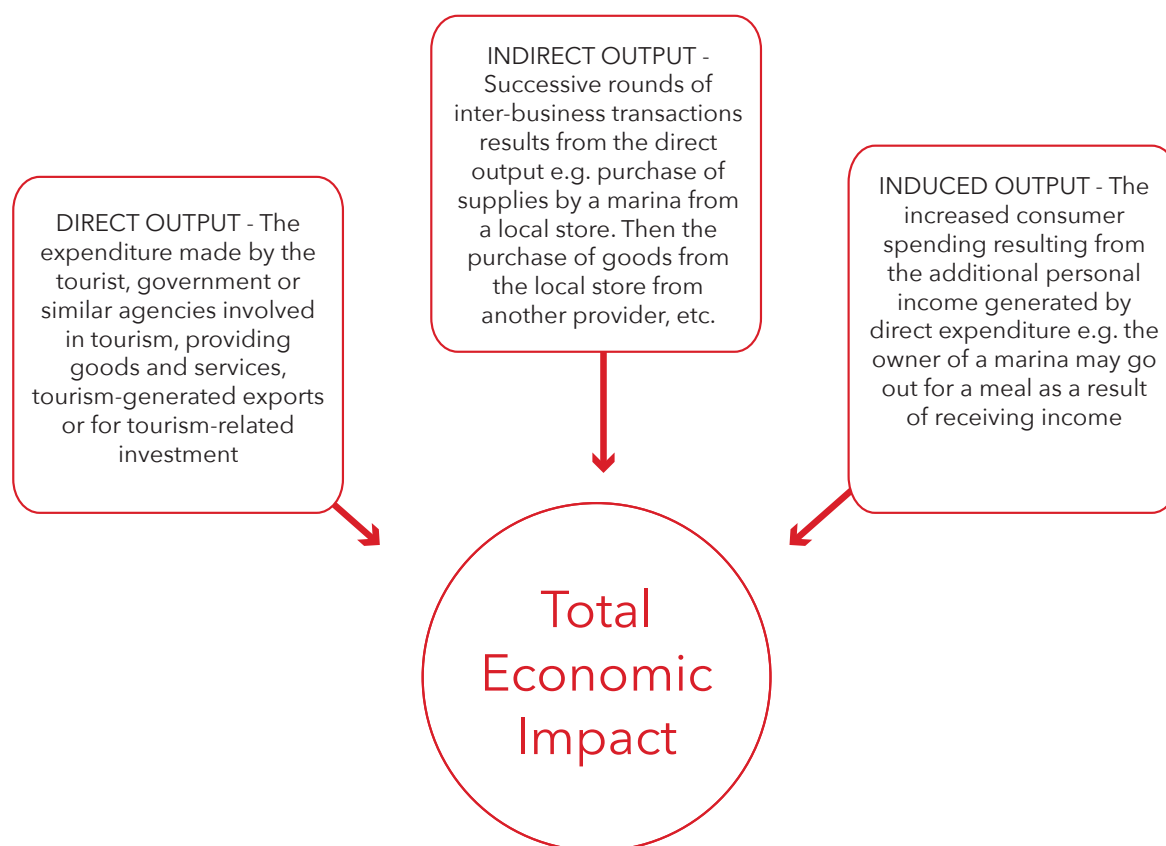 DIRECT OUTPUT - The
expenditure made by the
tourist, government or
similar agencies involved
in tourism, providing
goods and services,
tourism-generated exports
or for tourism-related
investment
INDIRECT OUTPUT -
Successive rounds of
inter-business transactions
results from the direct
output e.g. purchase of
supplies by a marina from
a local store. Then the
purchase of goods from
the local store from
another provider, etc.
INDUCED OUTPUT - The
increased consumer
spending resulting from
the additional personal
income generated by
direct expenditure e.g. the
owner of a marina may go
out for a meal as a result
of receiving income
Total
Economic
Impact